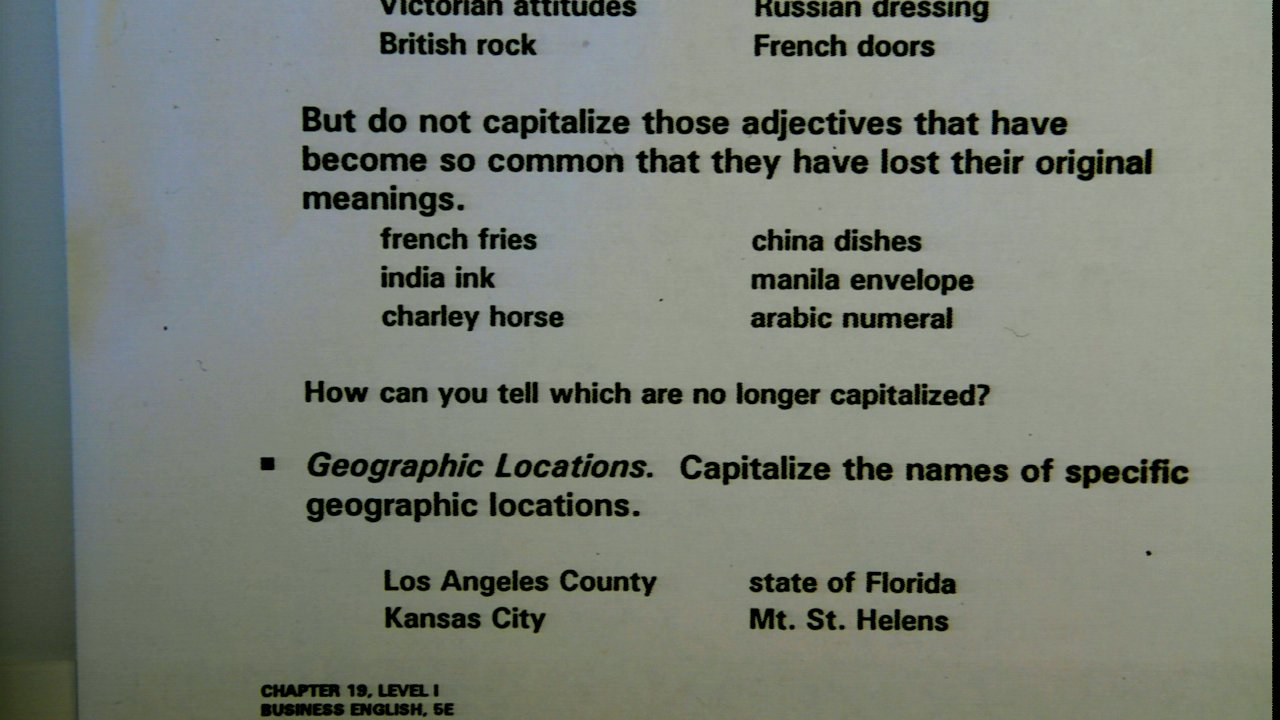 Victorian attitudes Russian dressing
British rock French doors
But do not capitalize those adjectives that have
become so common that they have lost their original
meanings.
french fries china dishes
india ink manila envelope
charley horse arabic numeral
How can you tell which are no longer capitalized?
■ Geographic Locations. Capitalize the names of specific
geographic locations.
Los Angeles County state of Florida
Kansas City Mt. St. Helens
CHAPTER 19, LEVEL I
BUSINESS ENGLISH, 5E